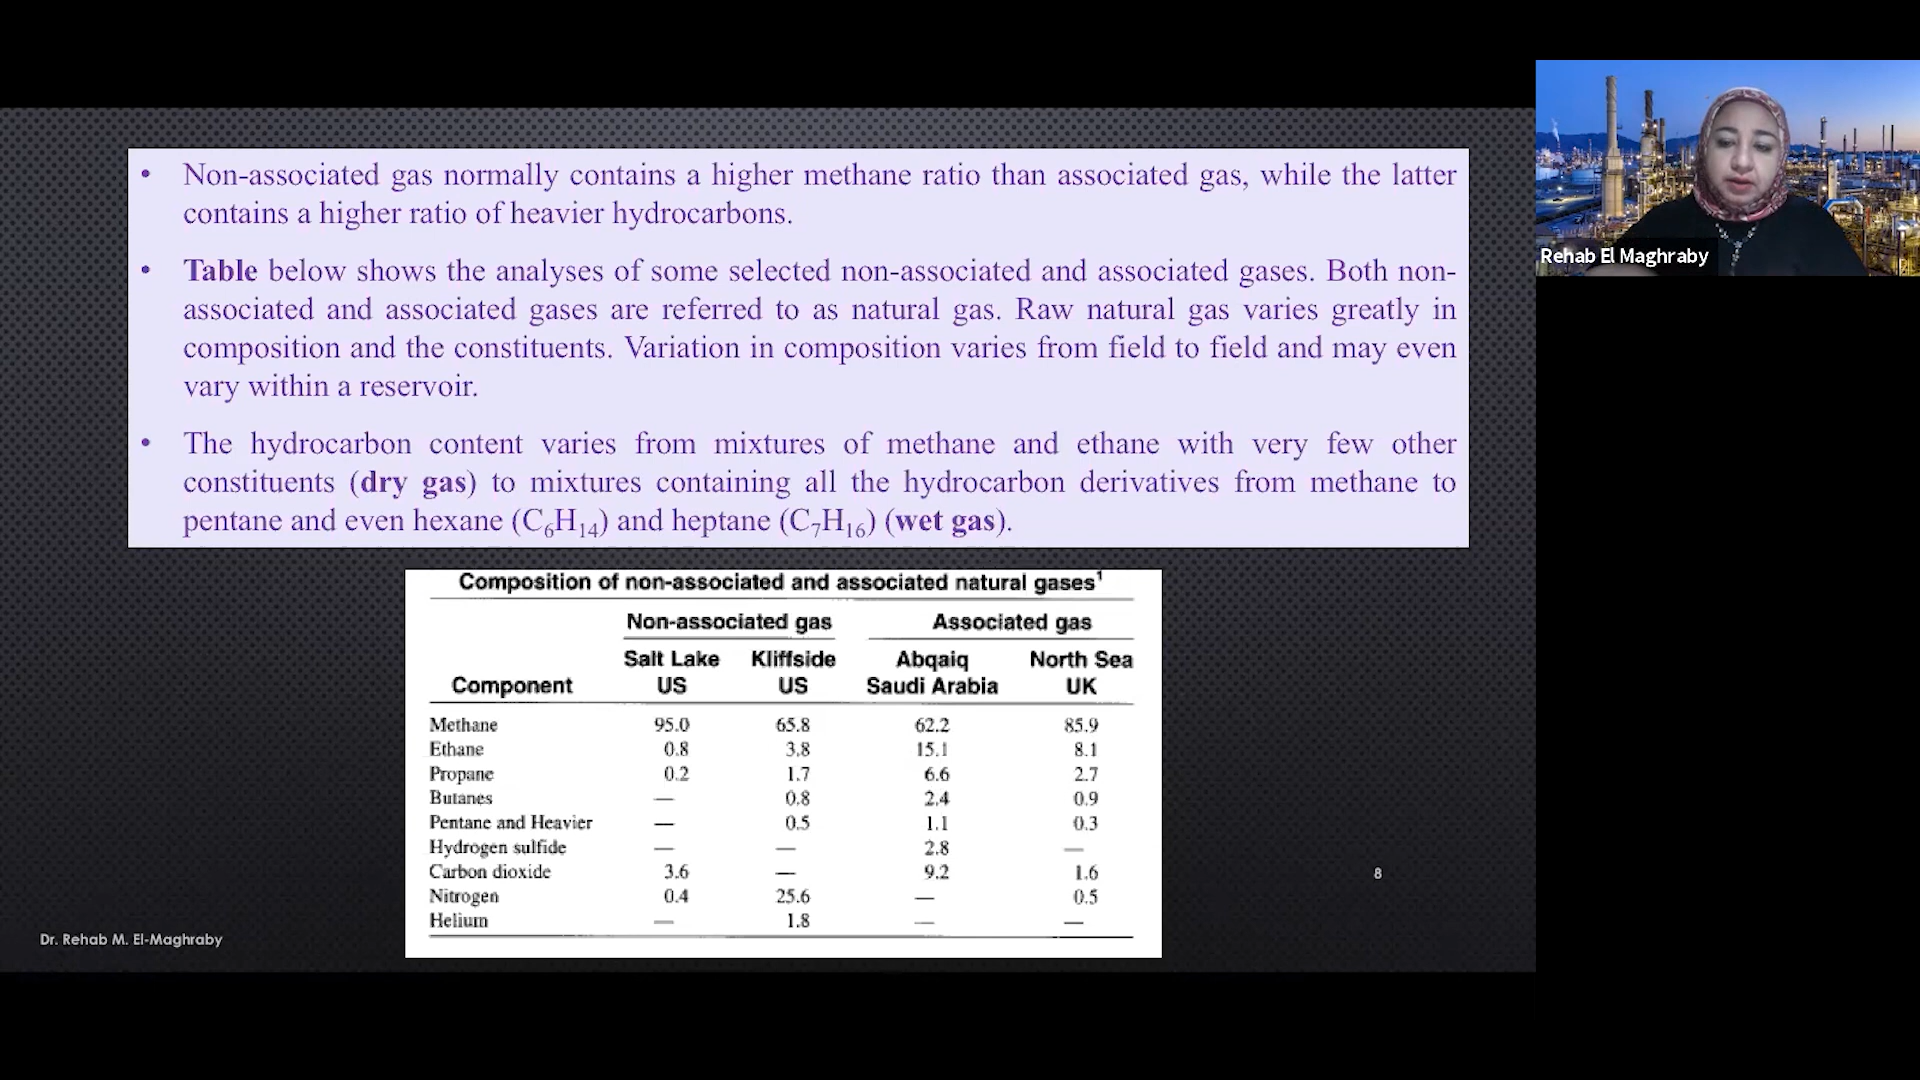 • Non-associated gas normally contains a higher methane ratio than associated gas, while the latter
contains a higher ratio of heavier hydrocarbons.
• Table below shows the analyses of some selected non-associated and associated gases. Both non-
associated and associated gases are referred to as natural gas. Raw natural gas varies greatly in
composition and the constituents. Variation in composition varies from field to field and may even
vary within a reservoir.
• The hydrocarbon content varies from mixtures of methane and ethane with very few other
constituents (dry gas) to mixtures containing all the hydrocarbon derivatives from methane to
pentane and even hexane (C₆H₁₄) and heptane (C₇H₁₆) (wet gas).
Composition of non-associated and associated natural gases¹
Non-associated gas Associated gas
Salt Lake Kliffside Abqaiq North Sea
Component US US Saudi Arabia UK
Methane 95.0 65.8 62.2 85.9
Ethane 0.8 3.8 15.1 8.1
Propane 0.2 1.7 6.6 2.7
Butanes — 0.8 2.4 0.9
Pentane and Heavier — 0.5 1.1 0.3
Hydrogen sulfide — — 2.8 —
Carbon dioxide 3.6 — 9.2 1.6
Nitrogen 0.4 25.6 — 0.5
Helium — 1.8 — —
8
Dr. Rehab M. El-Maghraby
Rehab El Maghraby